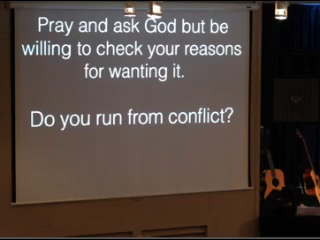 Pray and ask God but be
willing to check your reasons
for wanting it.
Do you run from conflict?